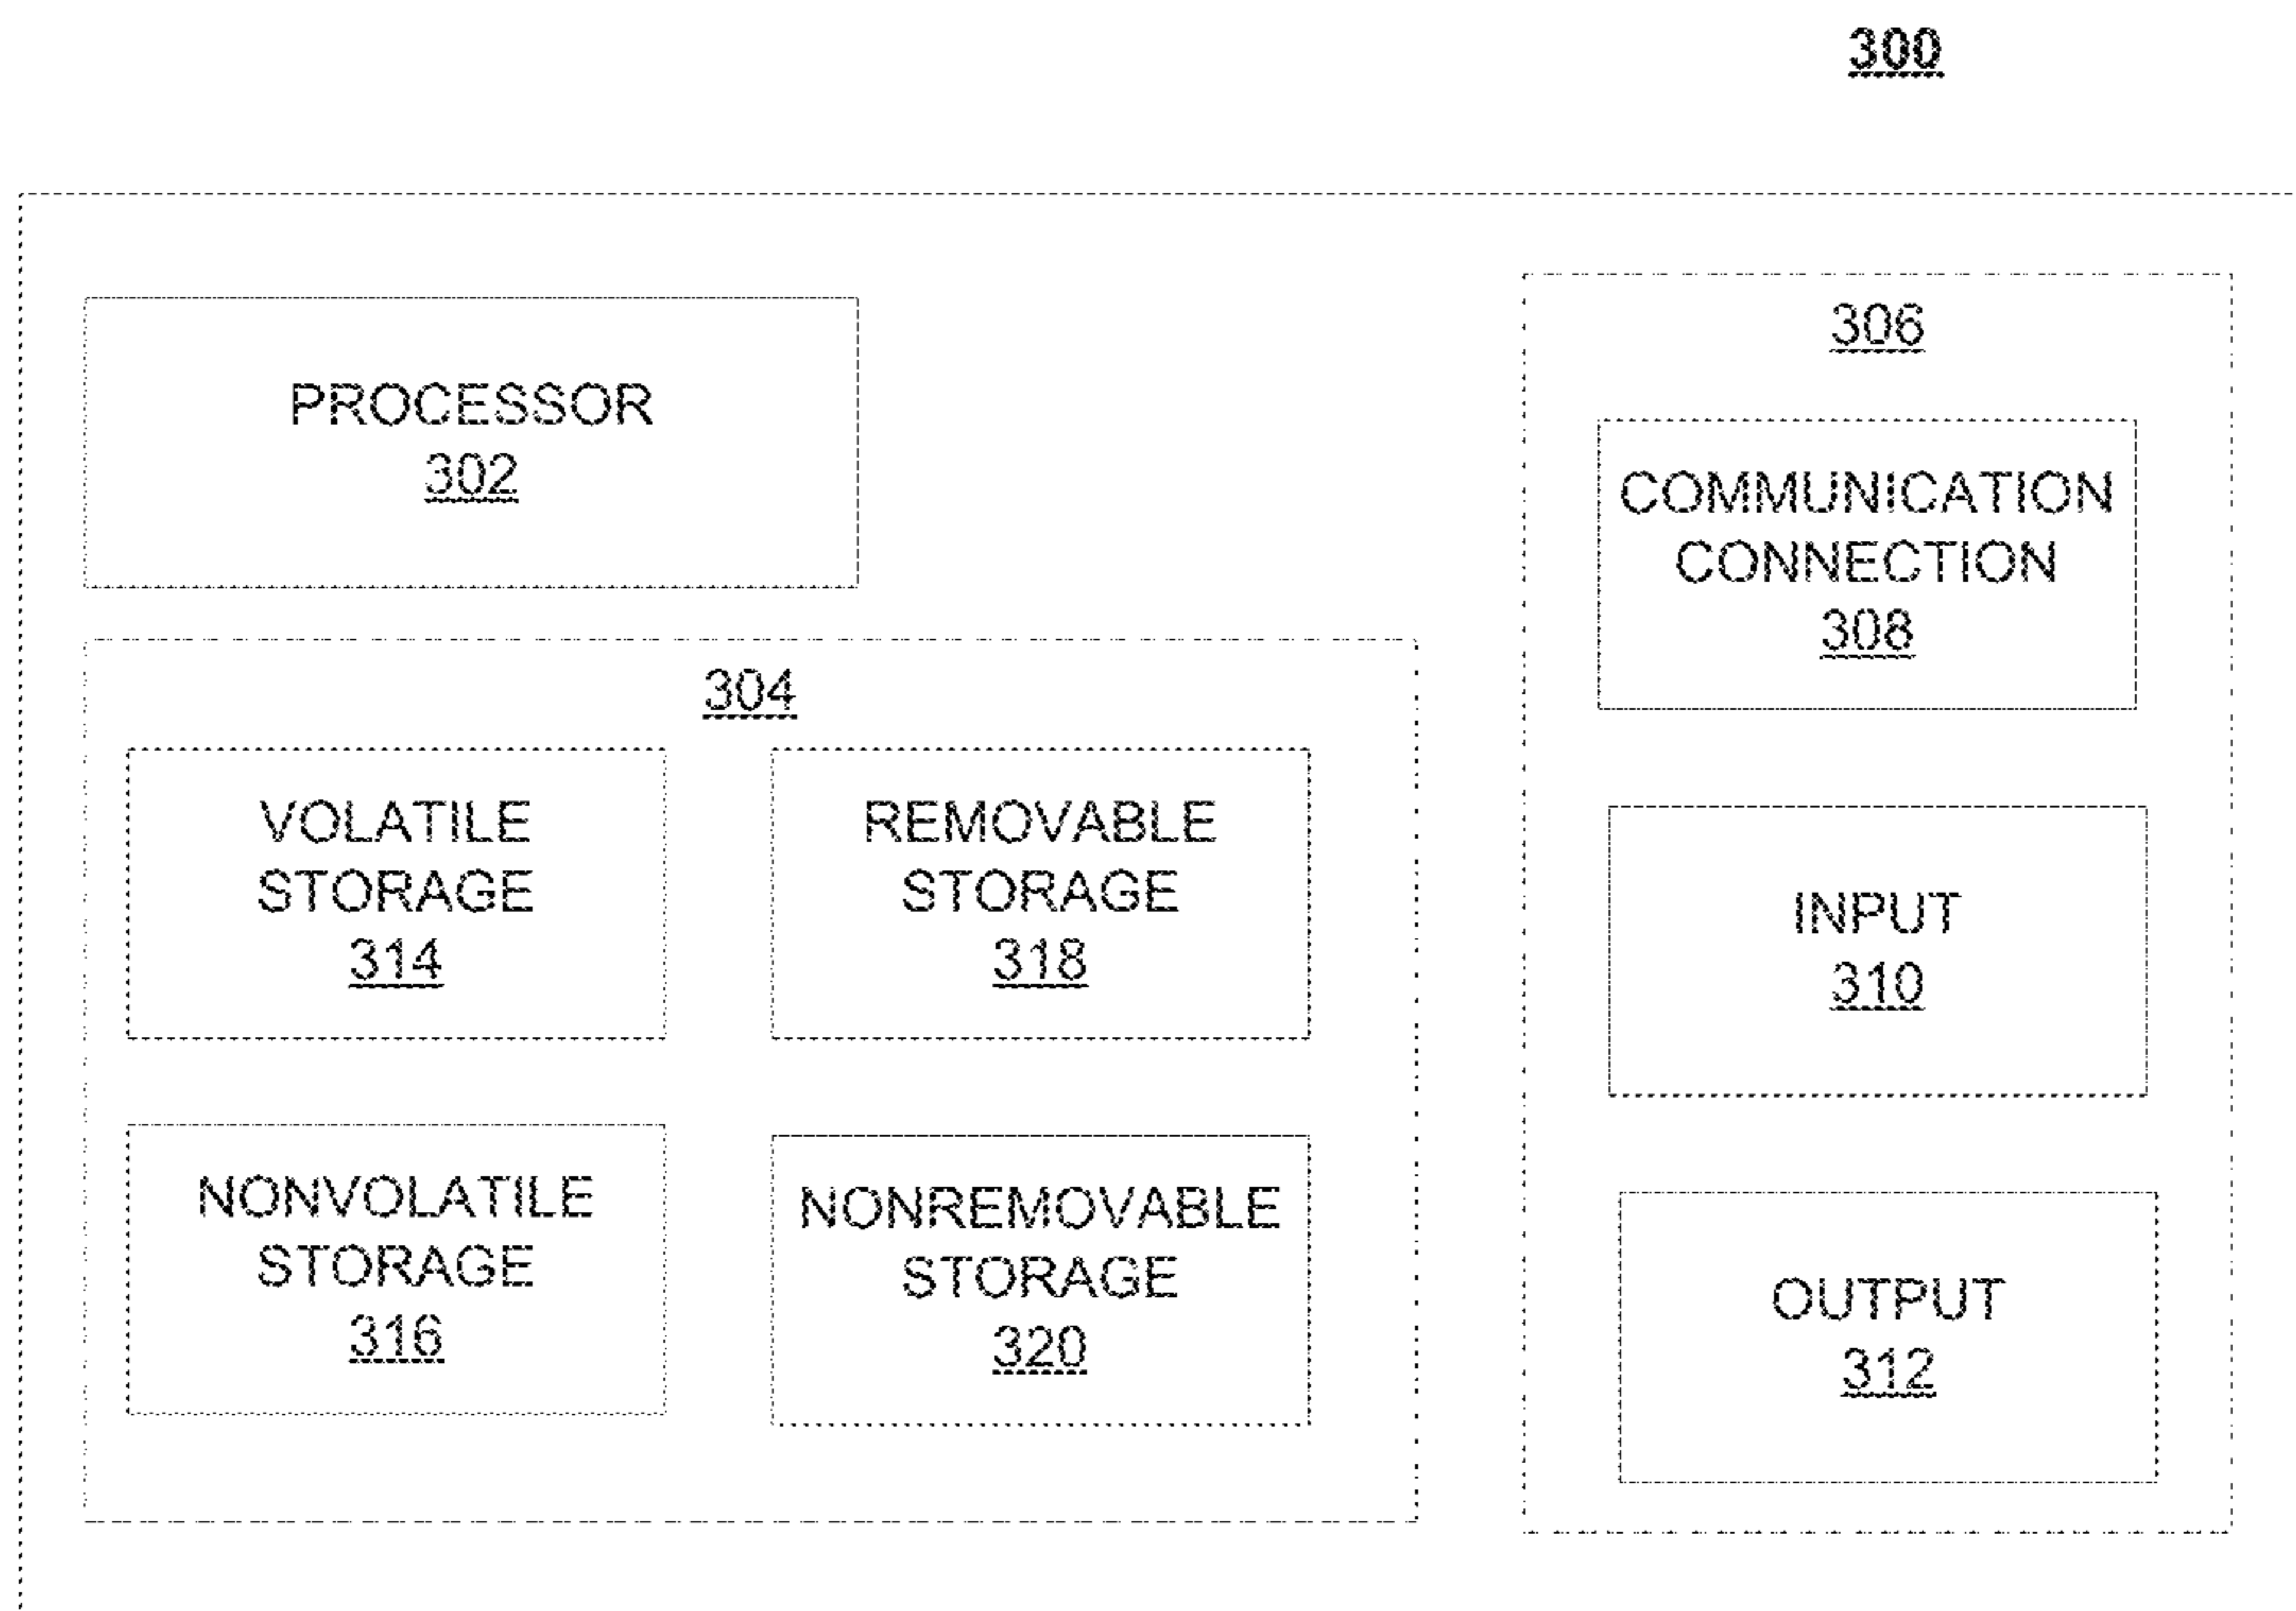 300
PROCESSOR
302
304
VOLATILE
STORAGE
314
REMOVABLE
STORAGE
318
NONVOLATILE
STORAGE
316
NONREMOVABLE
STORAGE
320
306
COMMUNICATION
CONNECTION
308
INPUT
310
OUTPUT
312